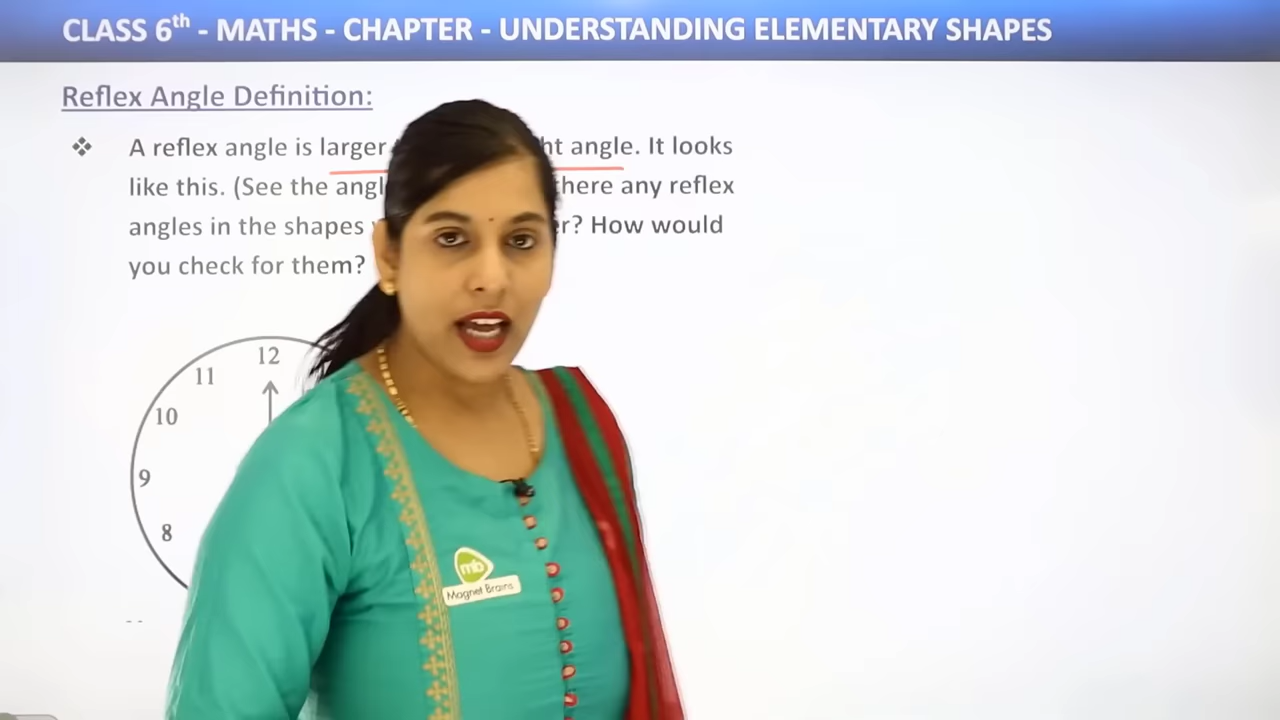 CLASS 6th - MATHS - CHAPTER - UNDERSTANDING ELEMENTARY SHAPES
Reflex Angle Definition:
A reflex angle is larger angle. It looks
like this. (See the there any reflex
angles in the shapes How would
you check for them?
12
11
10
9
8
mb
Magnet Brains